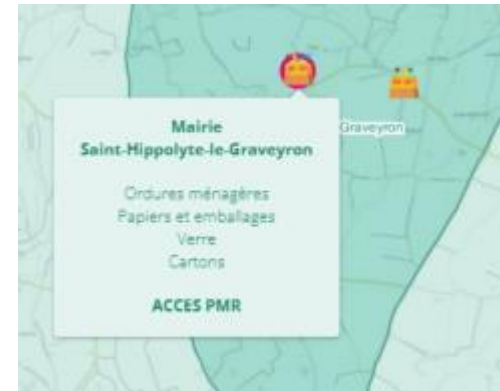 Mairie
Saint-Hippolyte-le-Graveyron
Graveyron
Ordures ménagères
Papiers et emballages
Verre
Cartons
ACCES PMR